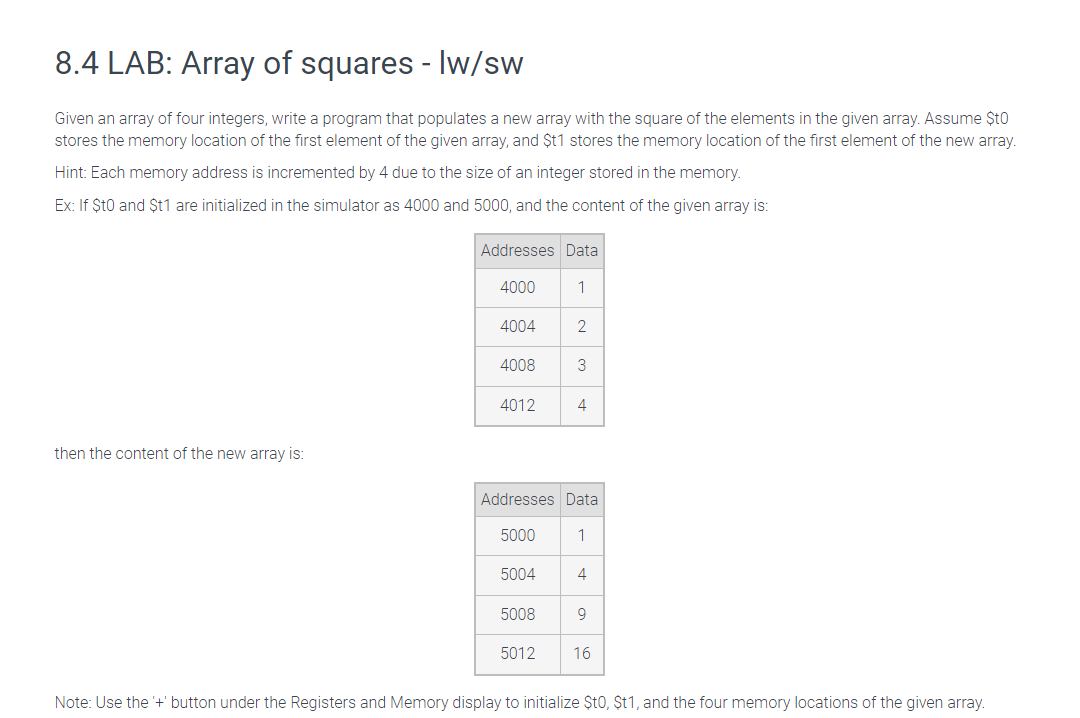 8.4 LAB: Array of squares - lw/sw
Given an array of four integers, write a program that populates a new array with the square of the elements in the given array. Assume $t0
stores the memory location of the first element of the given array, and $t1 stores the memory location of the first element of the new array.
Hint: Each memory address is incremented by 4 due to the size of an integer stored in the memory.
Ex: If $t0 and $t1 are initialized in the simulator as 4000 and 5000, and the content of the given array is:
Addresses Data
4000 1
4004 2
4008 3
4012 4
then the content of the new array is:
Addresses Data
5000 1
5004 4
5008 9
5012 16
Note: Use the '+' button under the Registers and Memory display to initialize $t0, $t1, and the four memory locations of the given array.